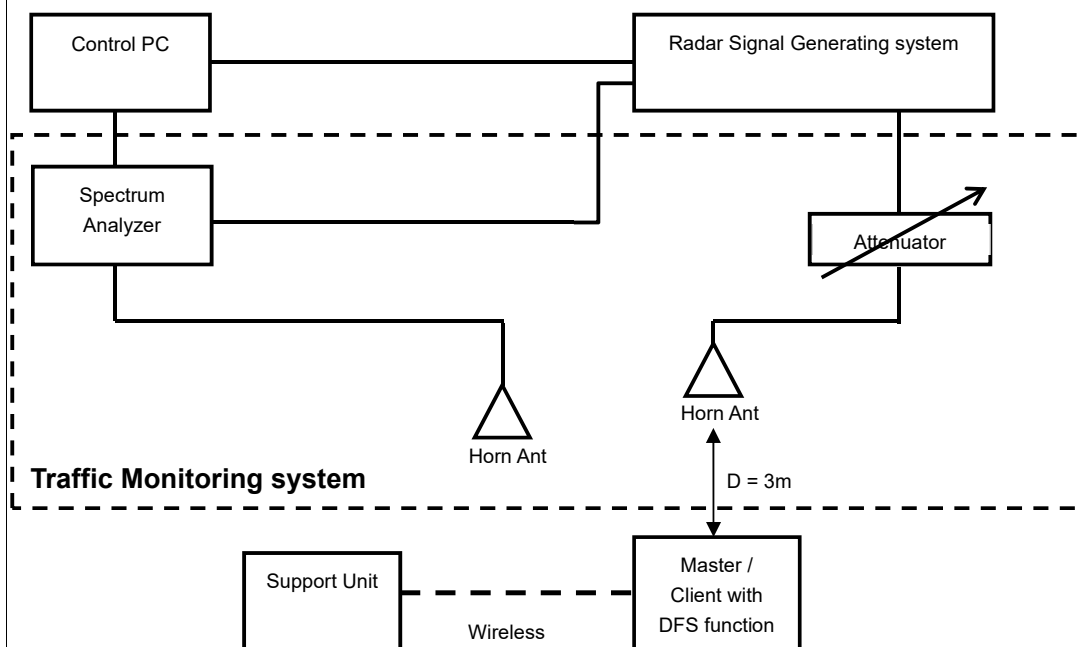 Control PC
Radar Signal Generating system
Spectrum
Analyzer
Attenuator
Horn Ant
Horn Ant
Traffic Monitoring system
D = 3m
Support Unit
Wireless
Master /
Client with
DFS function